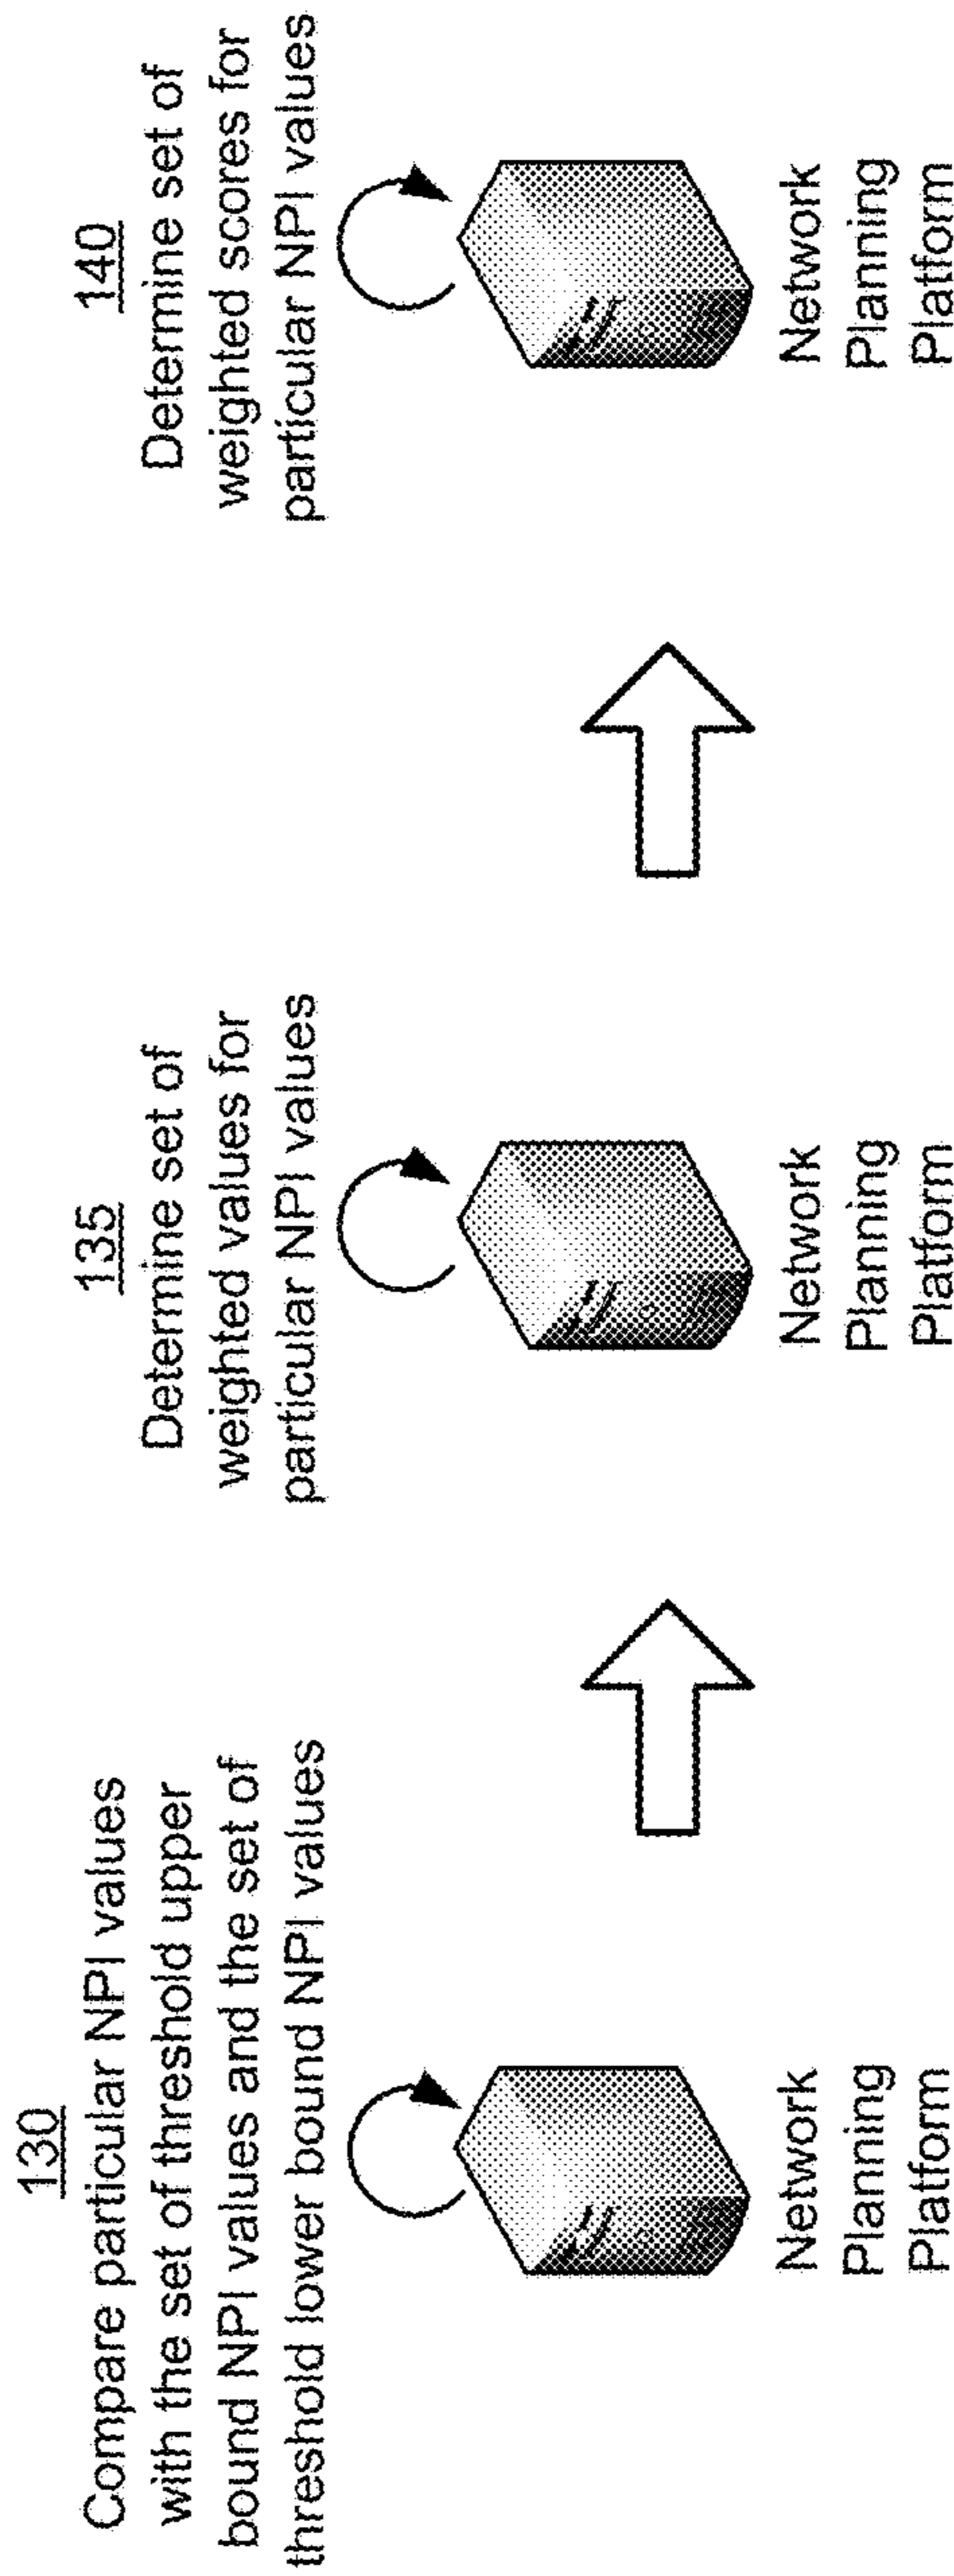 130
Compare particular NPI values
with the set of threshold upper
bound NPI values and the set of
threshold lower bound NPI values
Network
Planning
Platform
135
Determine set of
weighted values for
particular NPI values
Network
Planning
Platform
140
Determine set of
weighted scores for
particular NPI values
Network
Planning
Platform